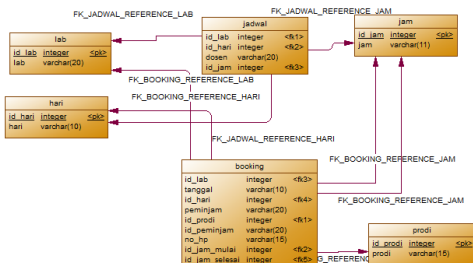 FK_JADWAL_REFERENCE_LAB
FK_JADWAL_REFERENCE_JAM
lab
id_lab integer <pk>
lab varchar(20)
jadwal
id_lab integer <fk1>
id_hari integer <fk2>
dosen varchar(20)
id_jam integer <fk3>
jam
id_jam integer <pk>
jam varchar(11)
FK_BOOKING_REFERENCE_LAB
FK_BOOKING_REFERENCE_HARI
hari
id_hari integer <pk>
hari varchar(10)
FK_JADWAL_REFERENCE_HARI
FK_BOOKING_REFERENCE_JAM
FK_BOOKING_REFERENCE_JAM
booking
id_lab integer <fk3>
tanggal varchar(10)
id_hari integer <fk4>
peminjam varchar(20)
id_prodi integer <fk1>
id_peminjam varchar(20)
no_hp varchar(15)
id_jam_mulai integer <fk2>
id_jam_selesai integer <fk5>
prodi
id_prodi integer <pk>
prodi varchar(15)